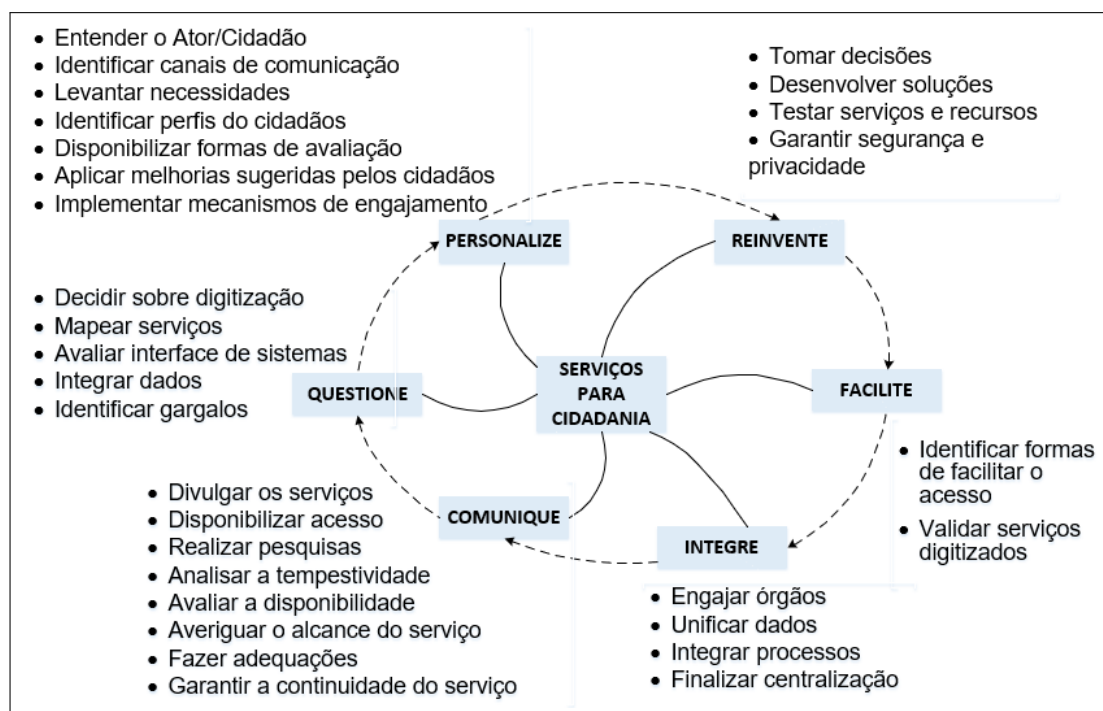 • Entender o Ator/Cidadão
• Identificar canais de comunicação
• Levantar necessidades
• Identificar perfis do cidadãos
• Disponibilizar formas de avaliação
• Aplicar melhorias sugeridas pelos cidadãos
• Implementar mecanismos de engajamento
• Tomar decisões
• Desenvolver soluções
• Testar serviços e recursos
• Garantir segurança e
privacidade
PERSONALIZE
REINVENTE
• Decidir sobre digitização
• Mapear serviços
• Avaliar interface de sistemas
• Integrar dados
• Identificar gargalos
QUESTIONE
SERVIÇOS
PARA
CIDADANIA
FACILITE
• Identificar formas
de facilitar o
acesso
• Validar serviços
digitizados
COMUNIQUE
• Divulgar os serviços
• Disponibilizar acesso
• Realizar pesquisas
• Analisar a tempestividade
• Avaliar a disponibilidade
• Averiguar o alcance do serviço
• Fazer adequações
• Garantir a continuidade do serviço
INTEGRE
• Engajar órgãos
• Unificar dados
• Integrar processos
• Finalizar centralização